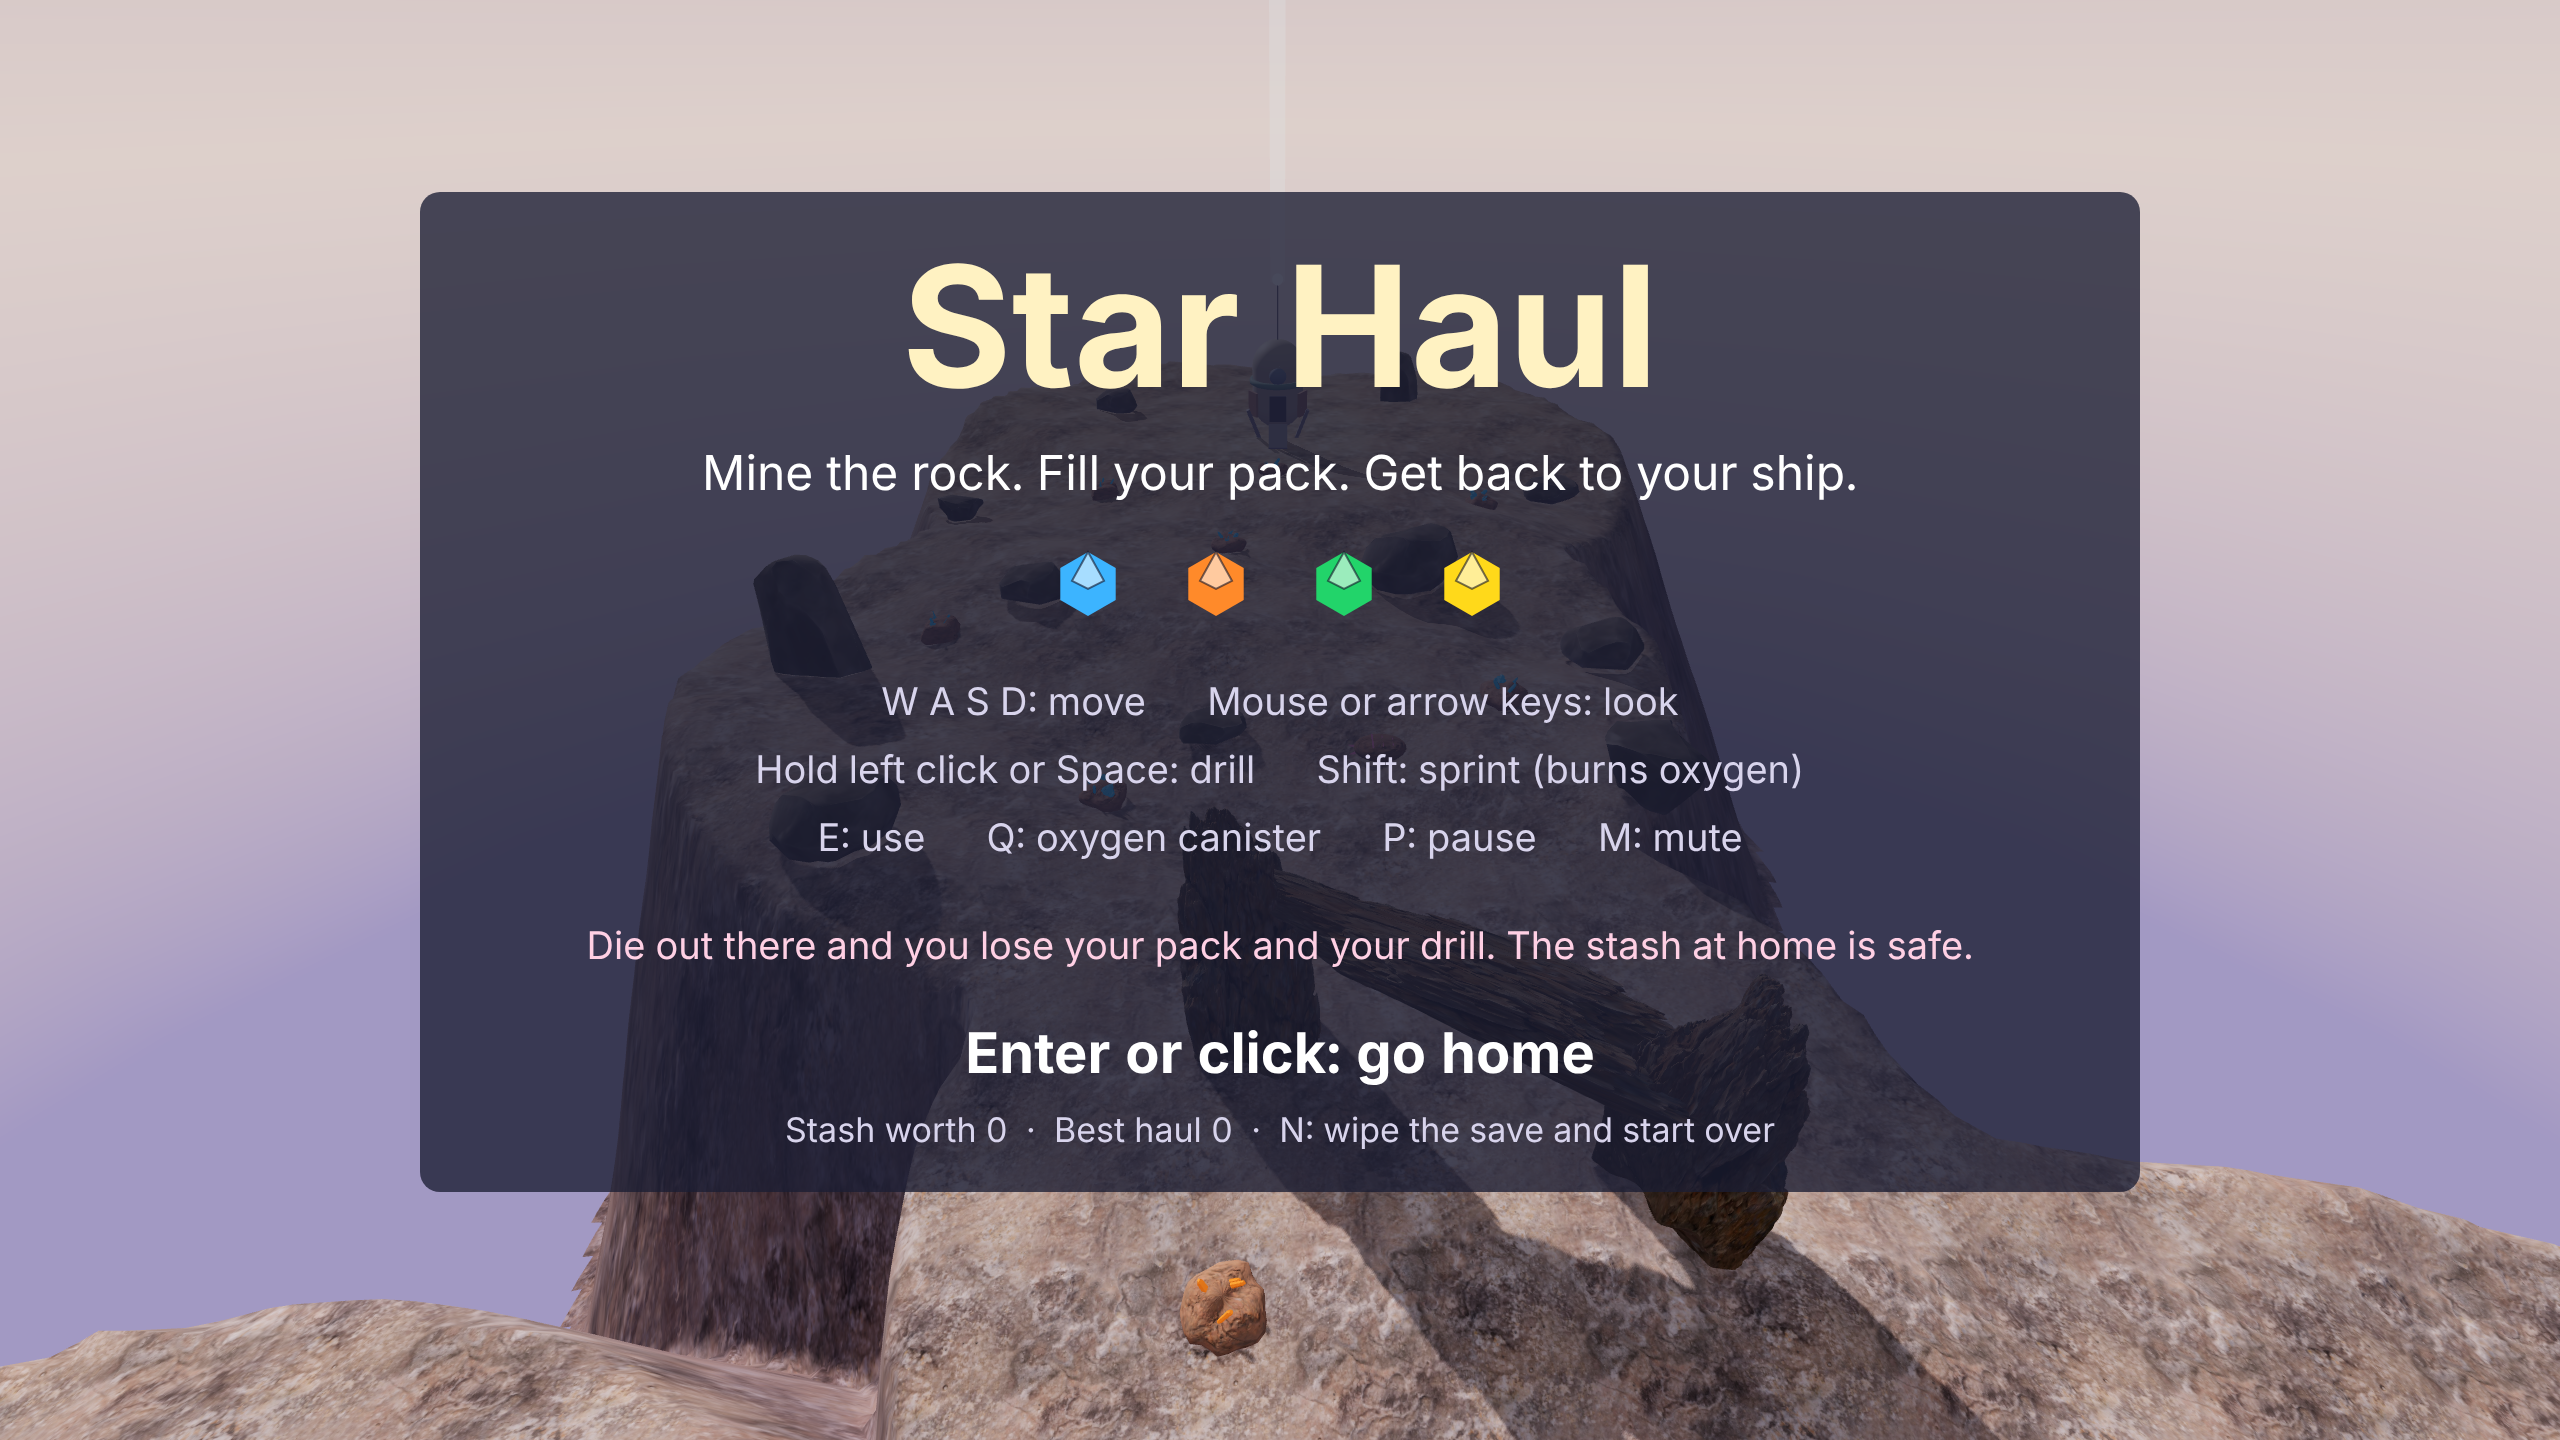 Star Haul
Mine the rock. Fill your pack. Get back to your ship.
W A S D: move Mouse or arrow keys: look
Hold left click or Space: drill Shift: sprint (burns oxygen)
E: use Q: oxygen canister P: pause M: mute
Die out there and you lose your pack and your drill. The stash at home is safe.
Enter or click: go home
Stash worth 0 · Best haul 0 · N: wipe the save and start over